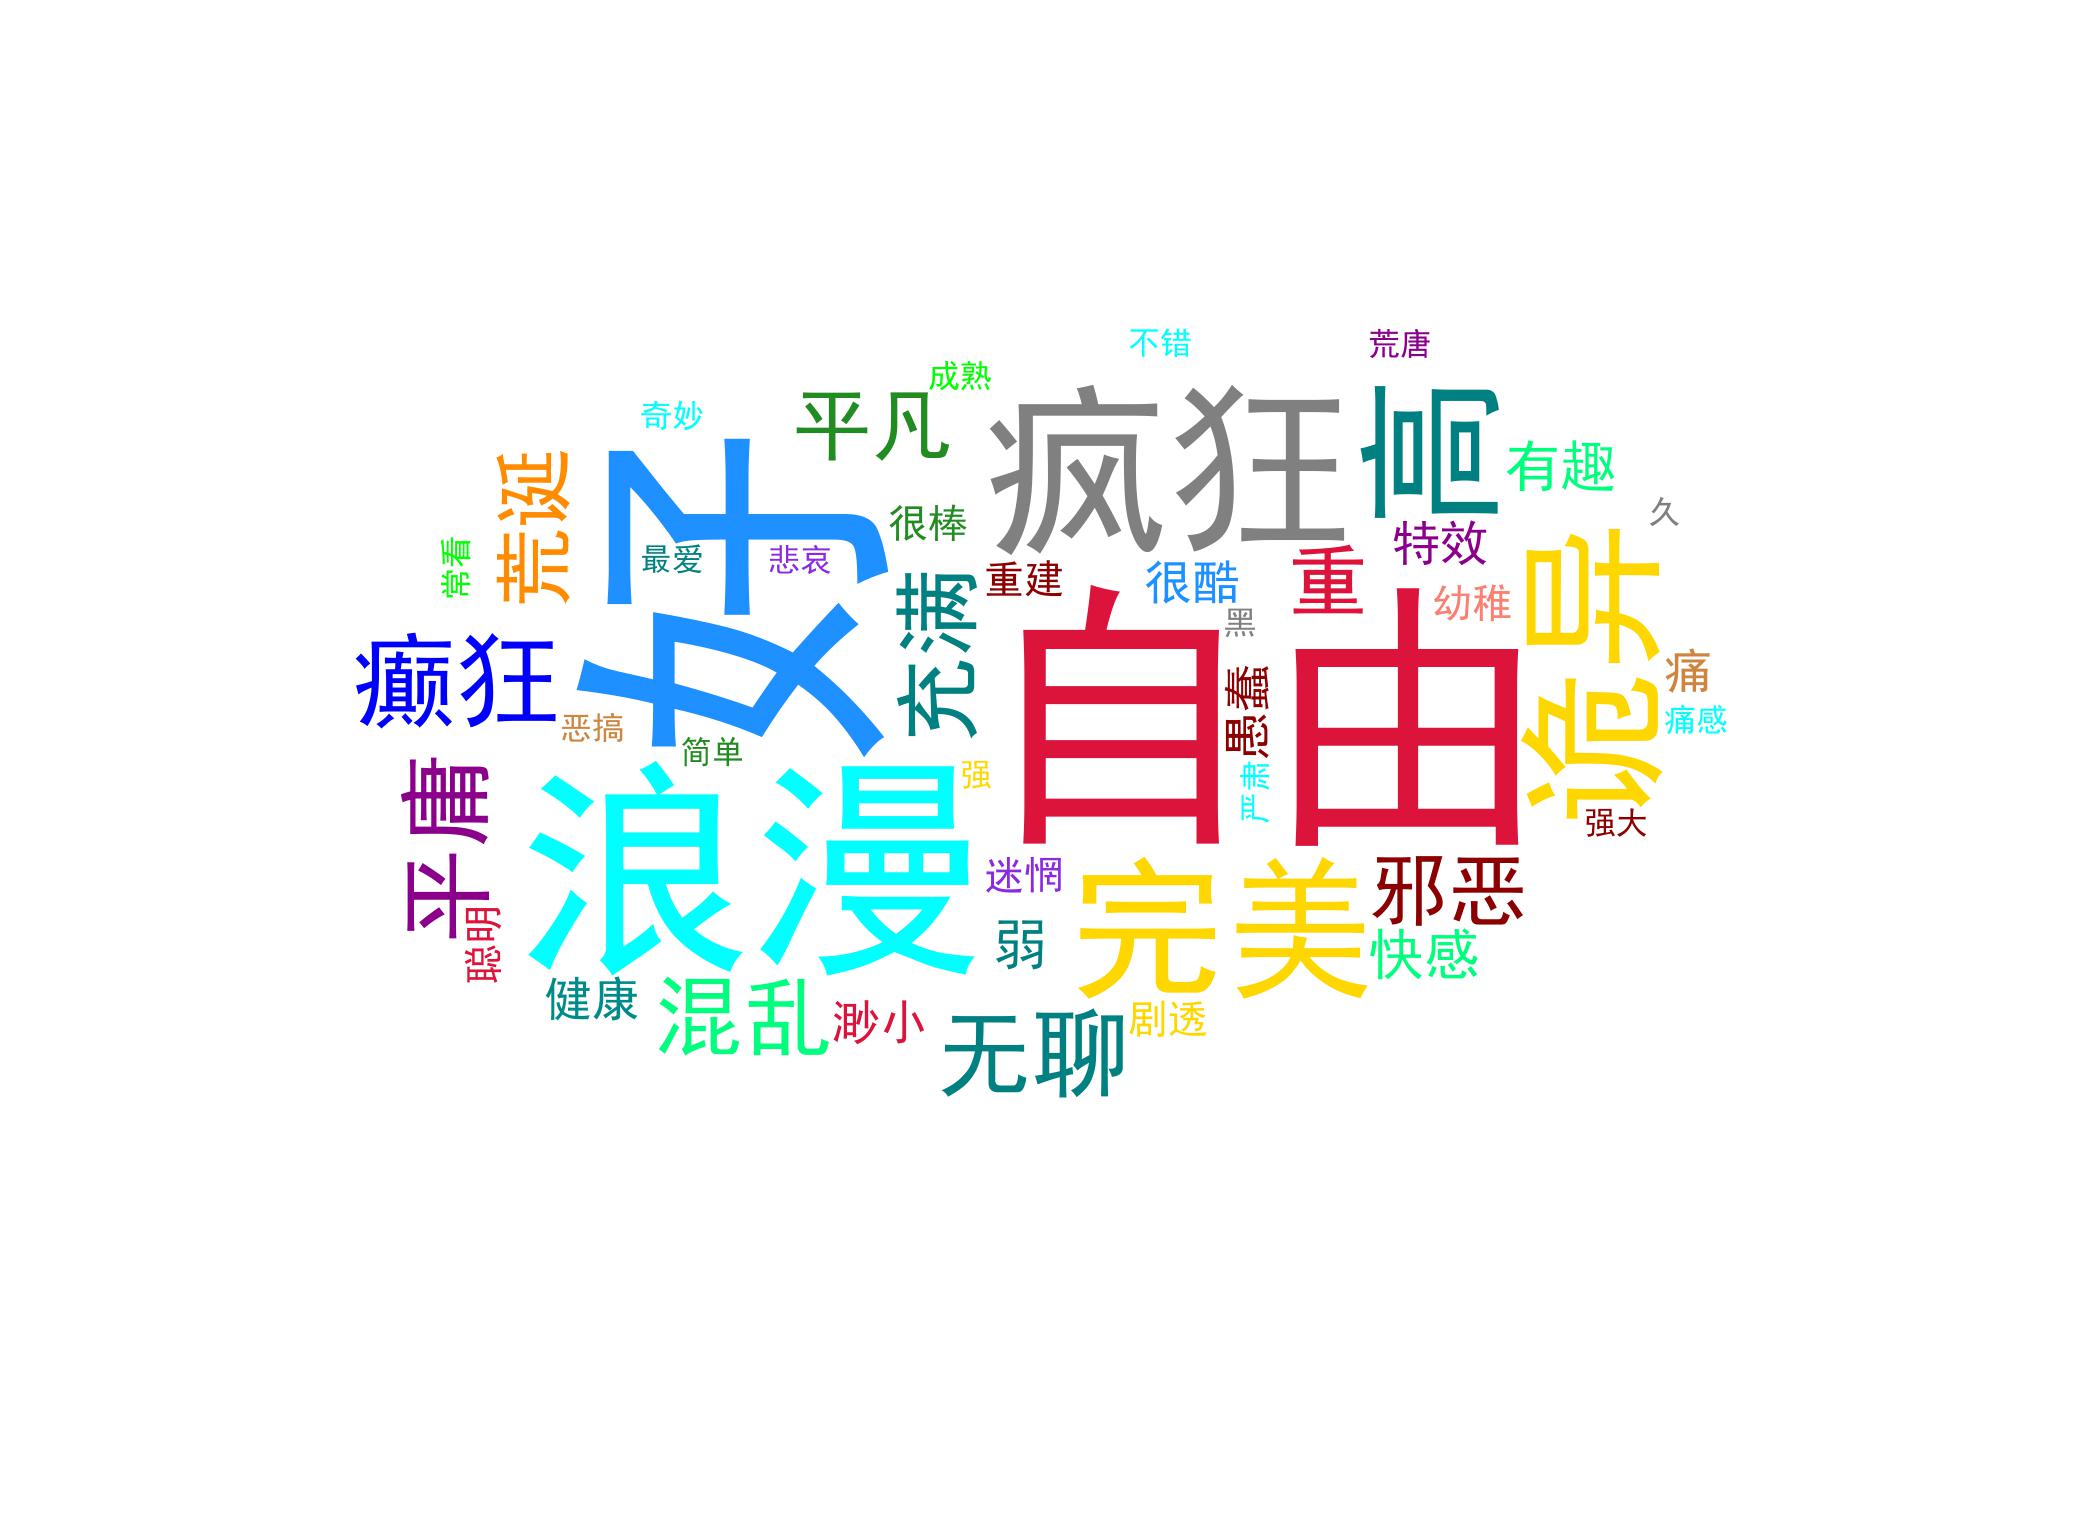 不错
荒唐
成熟
奇妙
平凡
疯狂
高
有趣
荒诞
好
很棒
久
特效
常看
最爱
悲哀
重建
很酷
重
幼稚
诡异
黑
充满
癫狂
自由
愚蠢
痛
痛感
恶搞
简单
强
严肃
强大
平庸
浪漫
迷惘
完美
邪恶
聪明
弱
快感
健康
混乱
渺小
无聊
剧透